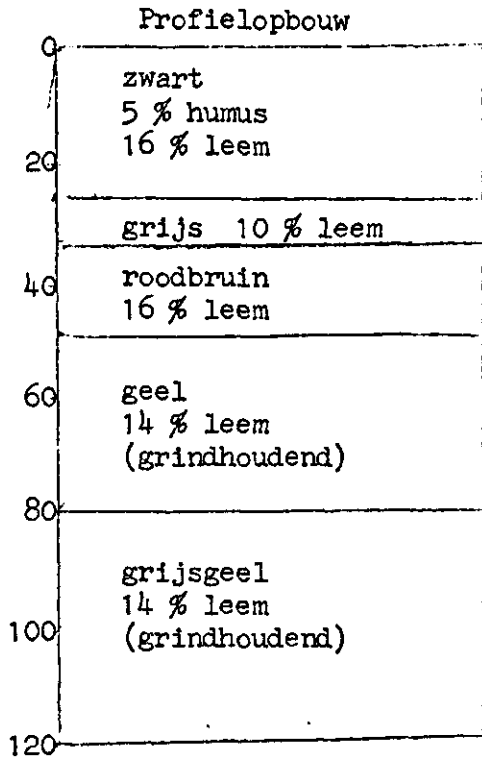 Profielopbouw
0
zwart
5 % humus
16 % leem
20
grijs 10 % leem
40
roodbruin
16 % leem
60
geel
14 % leem
(grindhoudend)
80
grijsgeel
14 % leem
100
(grindhoudend)
120